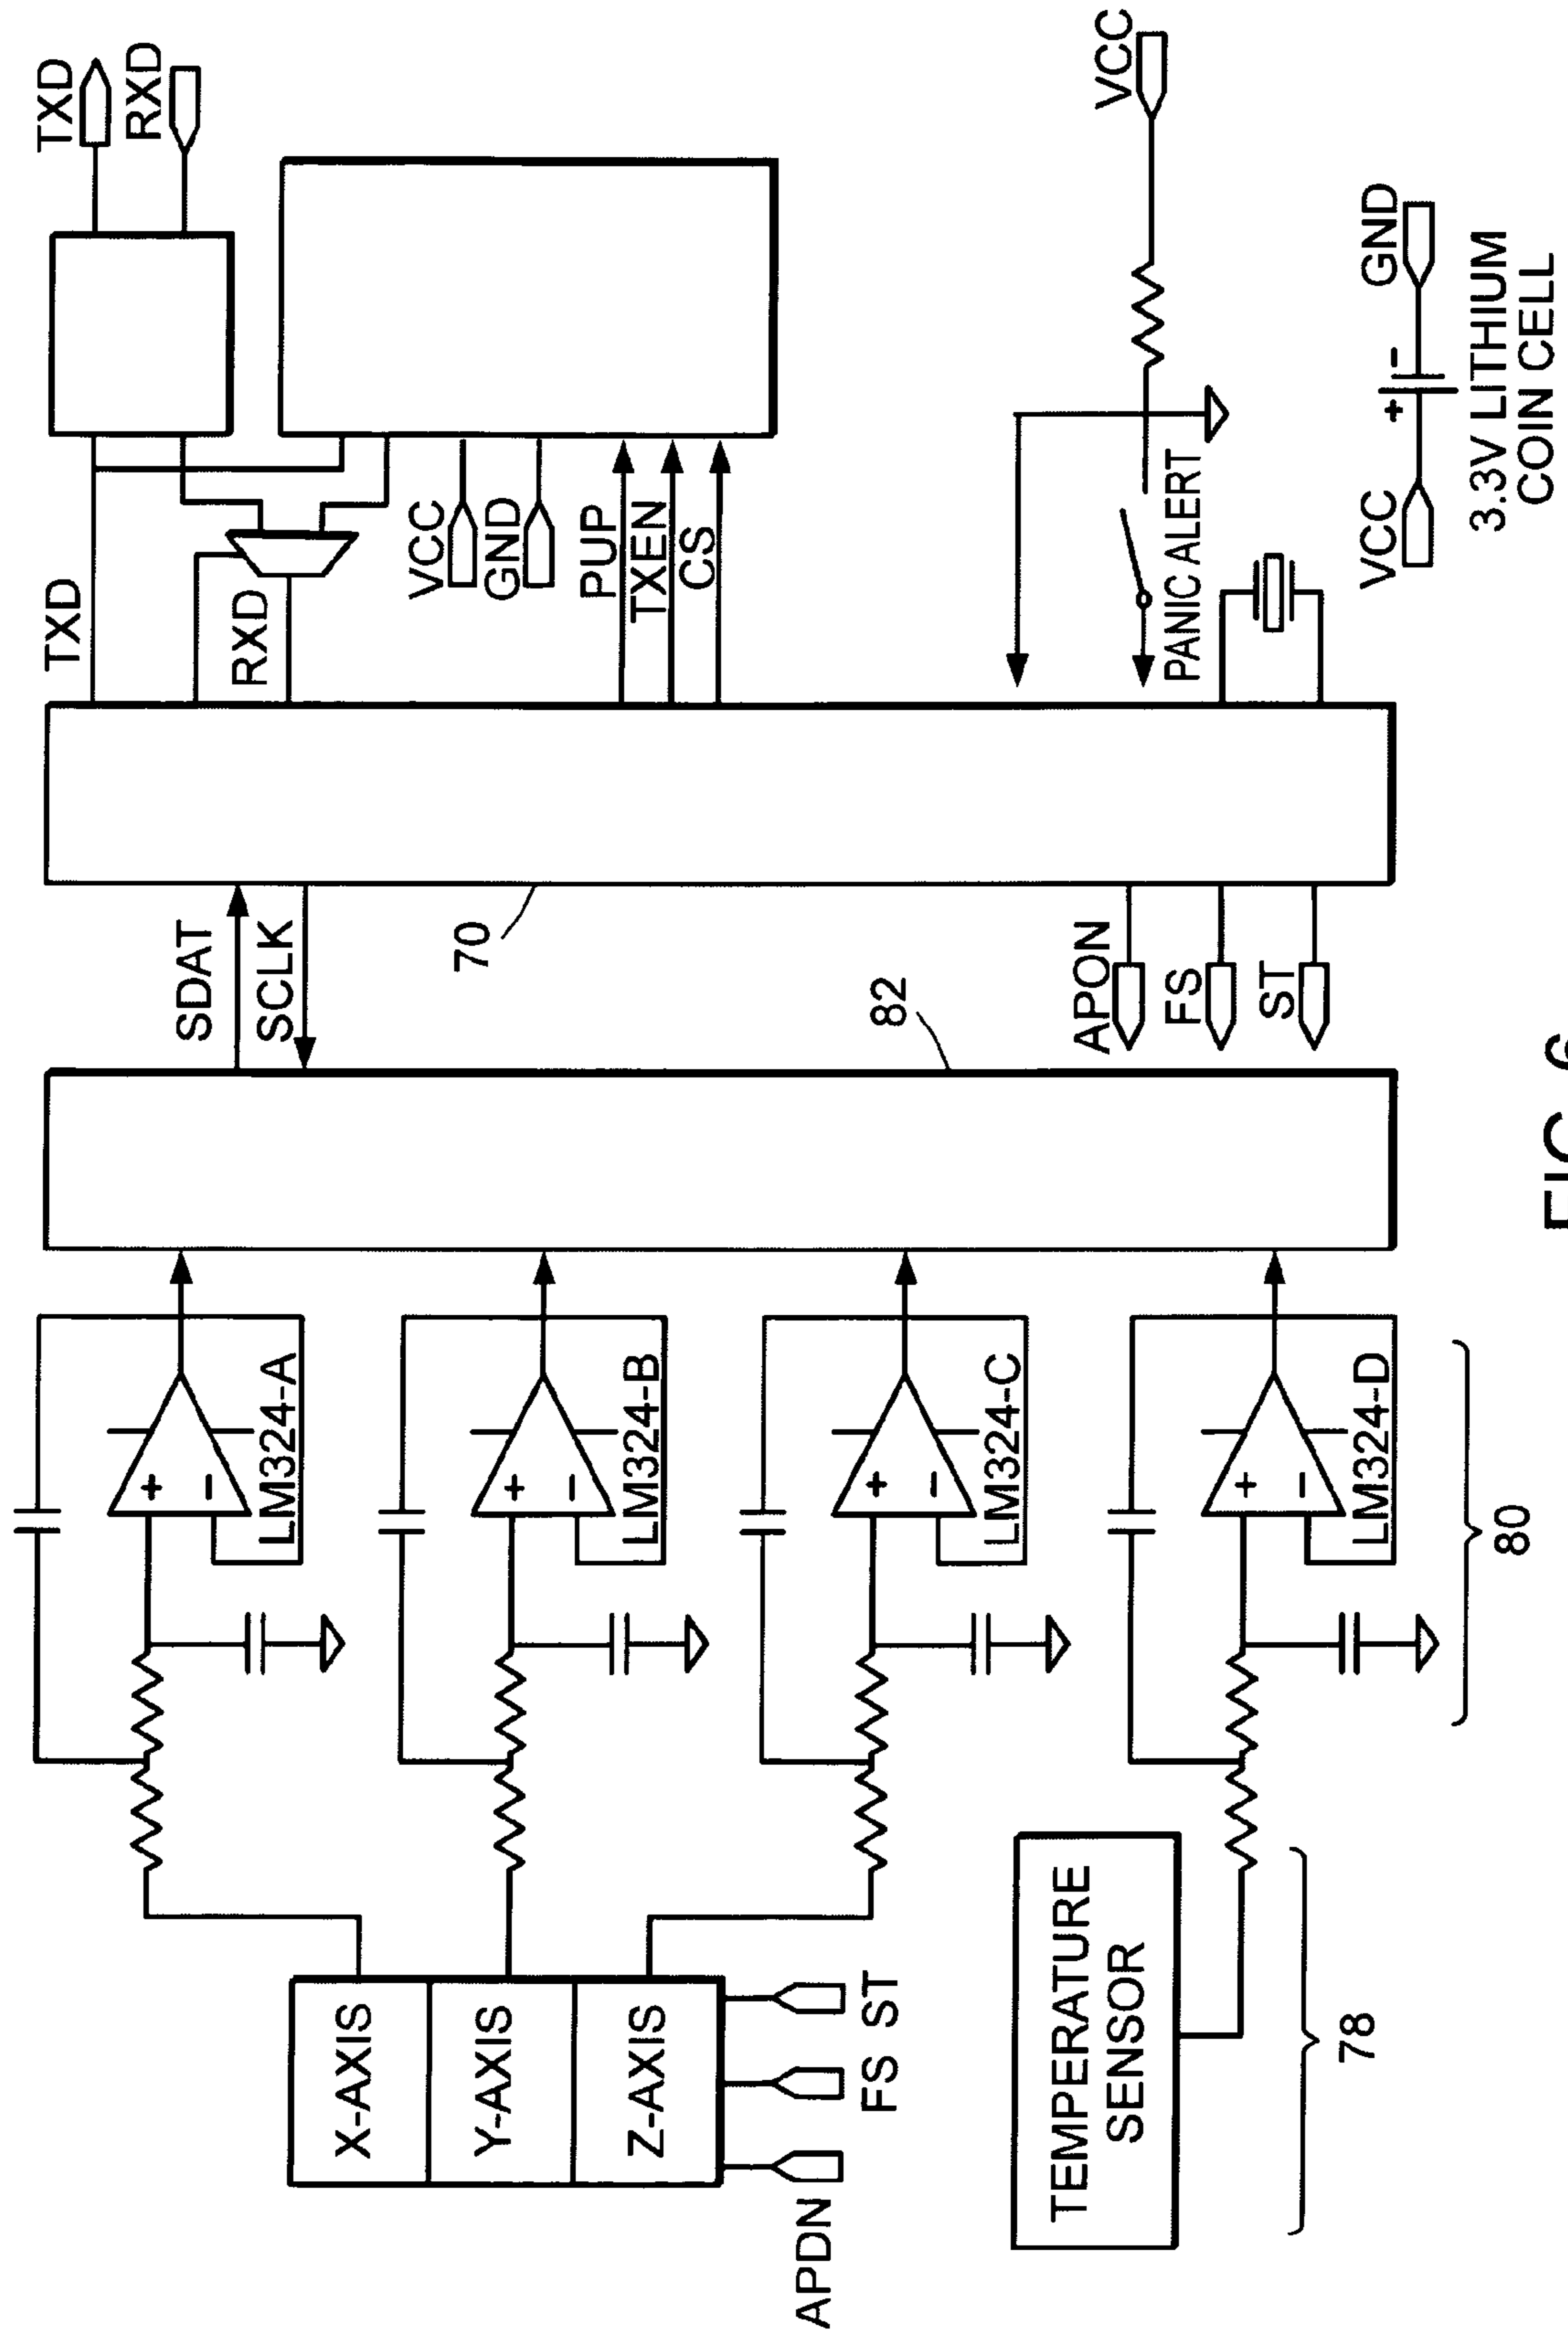 X-AXIS
Y-AXIS
Z-AXIS
APDN
FS
ST
TEMPERATURE
SENSOR
78
+
−
LM324-A
+
−
LM324-B
+
−
LM324-C
+
−
LM324-D
80
82
SDAT
SCLK
70
APON
FS
ST
TXD
RXD
TXD
RXD
VCC
GND
PUP
TXEN
CS
PANIC ALERT
VCC
VCC
+
−
GND
3.3V LITHIUM
COIN CELL
FIG. 6